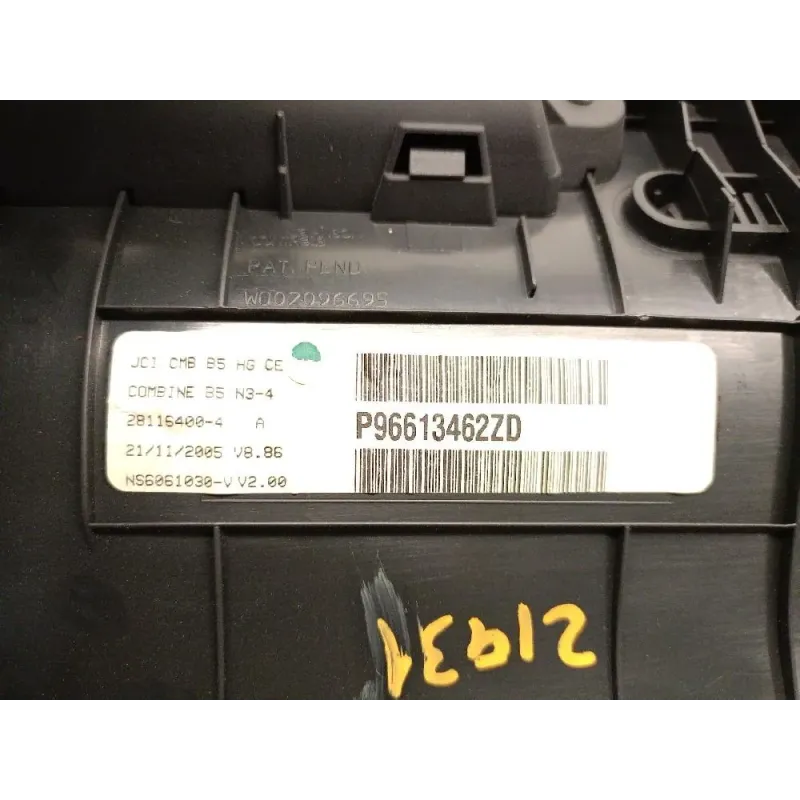 PAT. PLND
W002096695
JCI CMB B5 HG CE
COMBINE B5 N3-4
28116400-4 A
21/11/2005 V8.86
NS6061030-V V2.00
P96613462ZD
21931